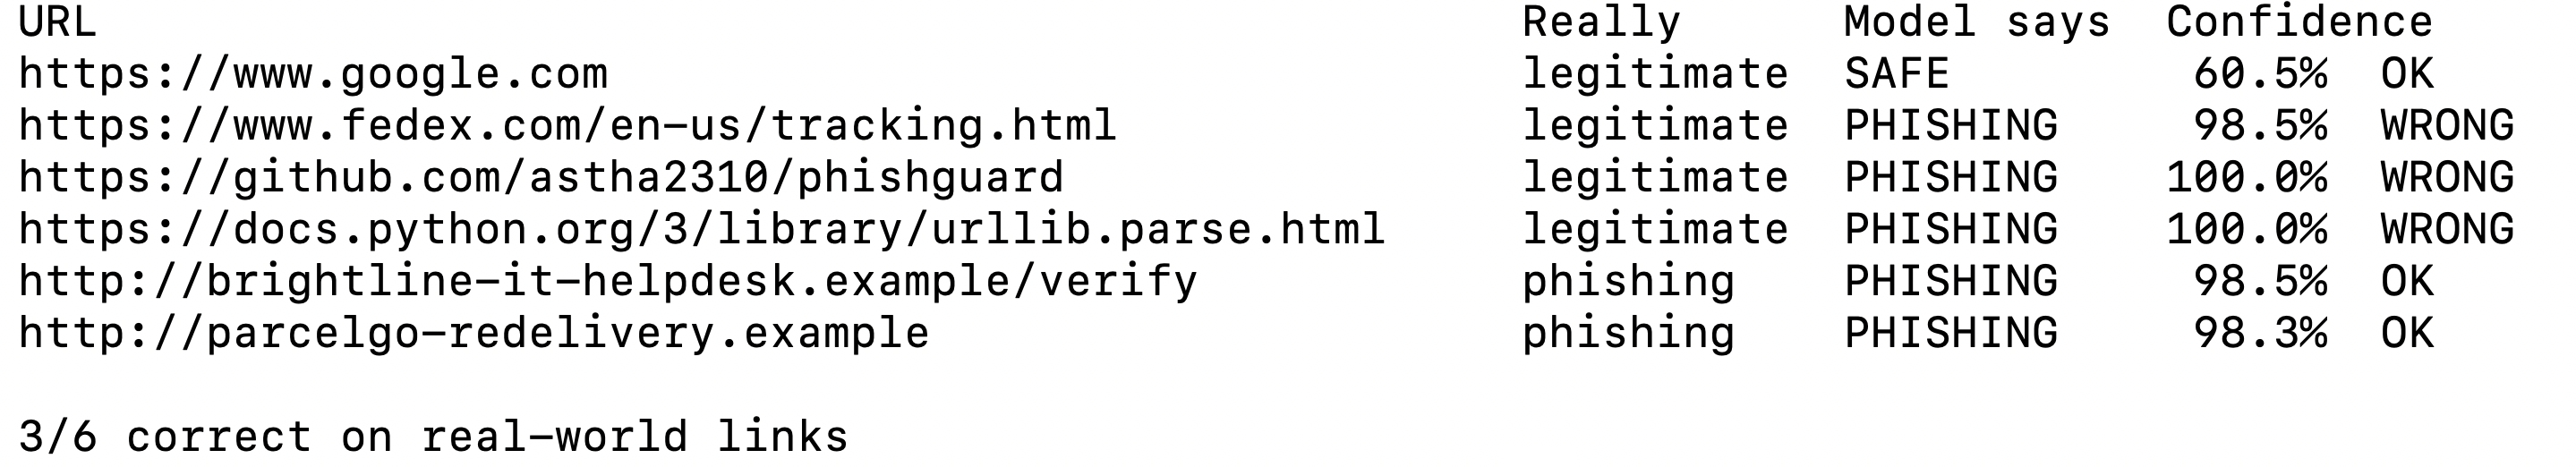 URL Really Model says Confidence
https://www.google.com legitimate SAFE 60.5% OK
https://www.fedex.com/en-us/tracking.html legitimate PHISHING 98.5% WRONG
https://github.com/astha2310/phishguard legitimate PHISHING 100.0% WRONG
https://docs.python.org/3/library/urllib.parse.html legitimate PHISHING 100.0% WRONG
http://brightline-it-helpdesk.example/verify phishing PHISHING 98.5% OK
http://parcelgo-redelivery.example phishing PHISHING 98.3% OK
3/6 correct on real-world links